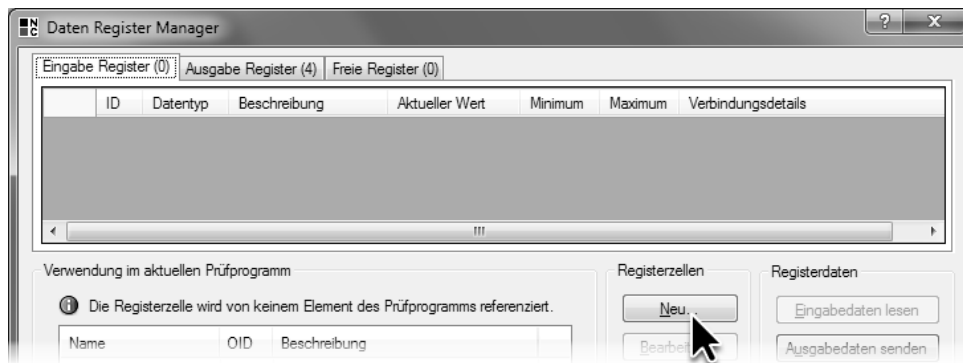 Daten Register Manager
Eingabe Register (0) Ausgabe Register (4) Freie Register (0)
ID Datentyp Beschreibung Aktueller Wert Minimum Maximum Verbindungsdetails
Verwendung im aktuellen Prüfprogramm
Die Registerzelle wird von keinem Element des Prüfprogramms referenziert.
Name OID Beschreibung
Registerzellen
Neu...
Registerdaten
Eingabedaten lesen
Ausgabedaten senden